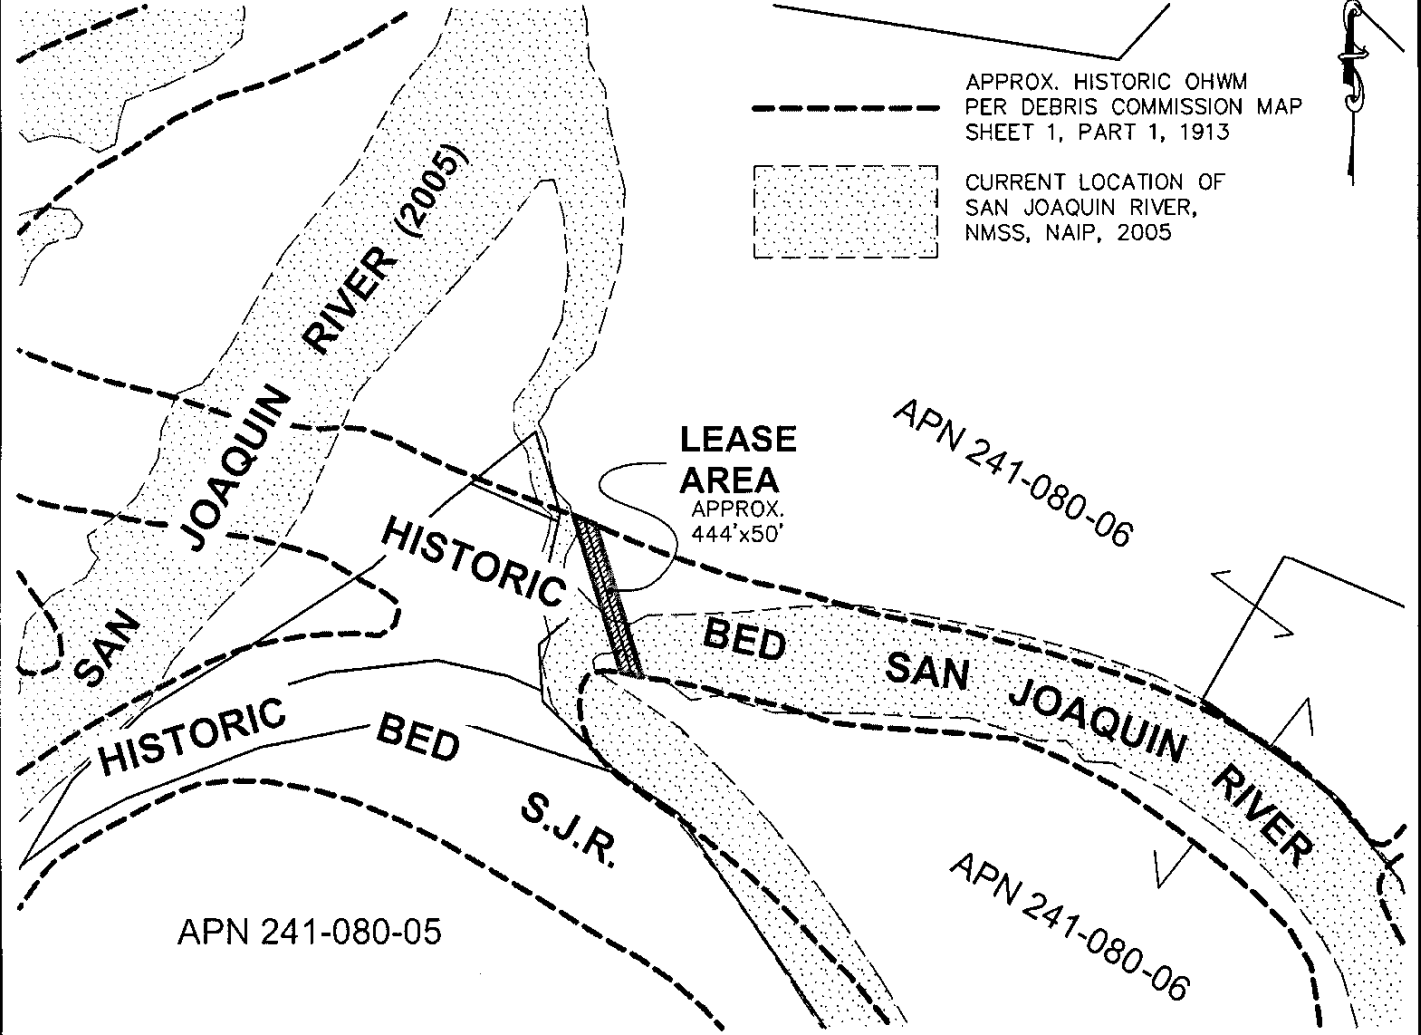 APPROX. HISTORIC OHWM
PER DEBRIS COMMISSION MAP
SHEET 1, PART 1, 1913
CURRENT LOCATION OF
SAN JOAQUIN RIVER,
NMSS, NAIP, 2005
SAN JOAQUIN RIVER (2005)
LEASE
AREA
APPROX.
444'x50'
APN 241-080-06
HISTORIC BED SAN JOAQUIN RIVER
HISTORIC BED S.J.R.
APN 241-080-05
APN 241-080-06